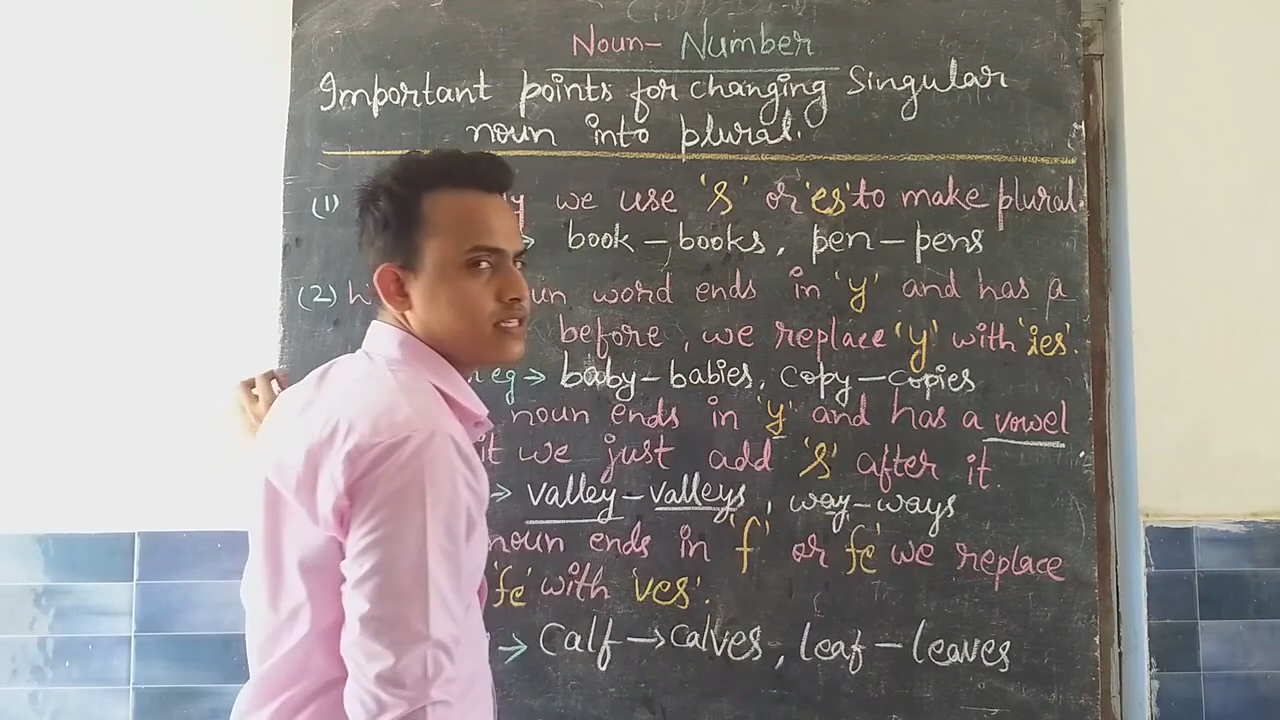 Noun- Number
Important points for changing Singular
noun into plural.
(1) we use 's' or 'es' to make plural.
book - books, pen - pens
(2) word ends in 'y' and has a
before, we replace 'y' with 'ies'.
eg → baby - babies, copy - copies
noun ends in 'y' and has a vowel
it we just add 's' after it.
→ valley - valleys, way - ways
noun ends in 'f' or 'fe' we replace
'fe' with 'ves'.
→ Calf → calves, leaf - leaves